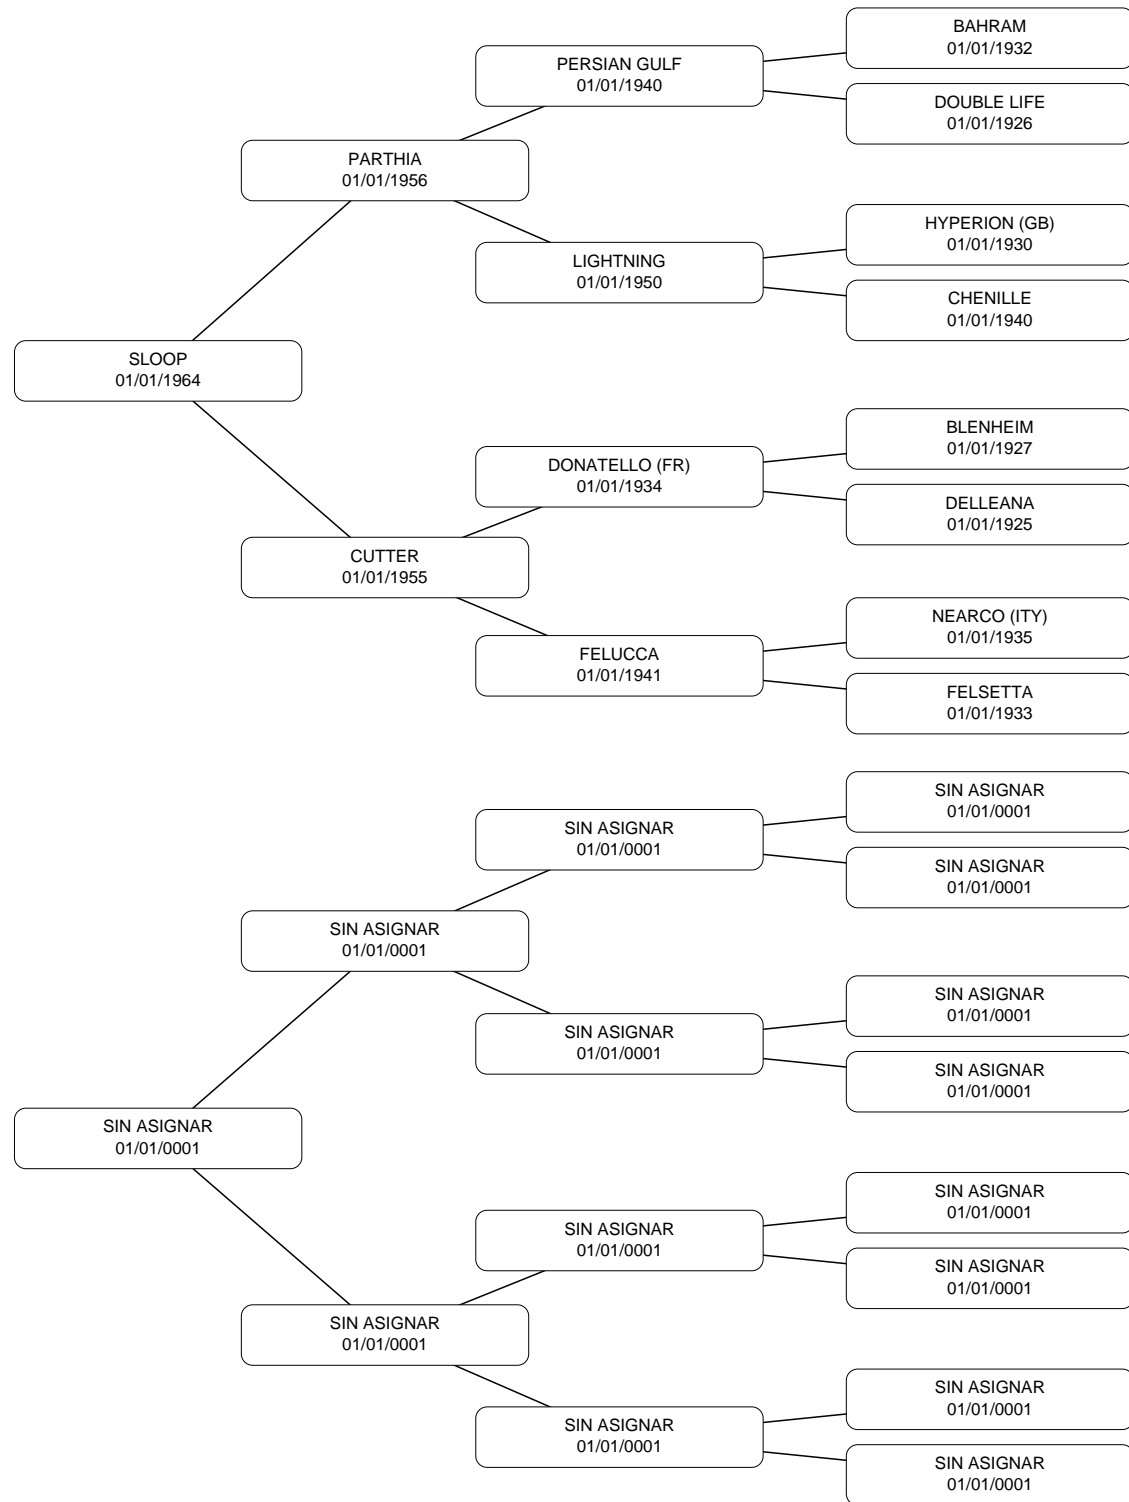 BAHRAM
01/01/1932
PERSIAN GULF
01/01/1940
DOUBLE LIFE
01/01/1926
PARTHIA
01/01/1956
HYPERION (GB)
01/01/1930
LIGHTNING
01/01/1950
CHENILLE
01/01/1940
SLOOP
01/01/1964
BLENHEIM
01/01/1927
DONATELLO (FR)
01/01/1934
DELLEANA
01/01/1925
CUTTER
01/01/1955
NEARCO (ITY)
01/01/1935
FELUCCA
01/01/1941
FELSETTA
01/01/1933
SIN ASIGNAR
01/01/0001
SIN ASIGNAR
01/01/0001
SIN ASIGNAR
01/01/0001
SIN ASIGNAR
01/01/0001
SIN ASIGNAR
01/01/0001
SIN ASIGNAR
01/01/0001
SIN ASIGNAR
01/01/0001
SIN ASIGNAR
01/01/0001
SIN ASIGNAR
01/01/0001
SIN ASIGNAR
01/01/0001
SIN ASIGNAR
01/01/0001
SIN ASIGNAR
01/01/0001
SIN ASIGNAR
01/01/0001
SIN ASIGNAR
01/01/0001
SIN ASIGNAR
01/01/0001